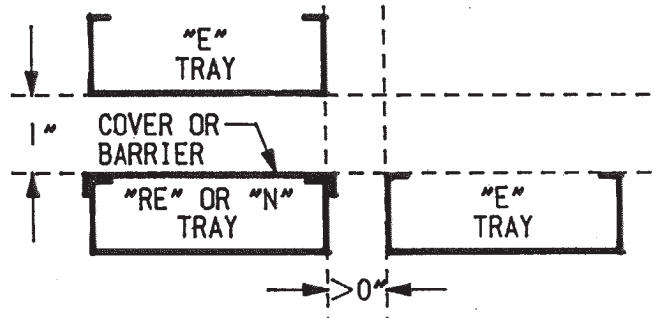 "E"
TRAY
1"
COVER OR
BARRIER
"RE" OR "N"
TRAY
"E"
TRAY
>0"